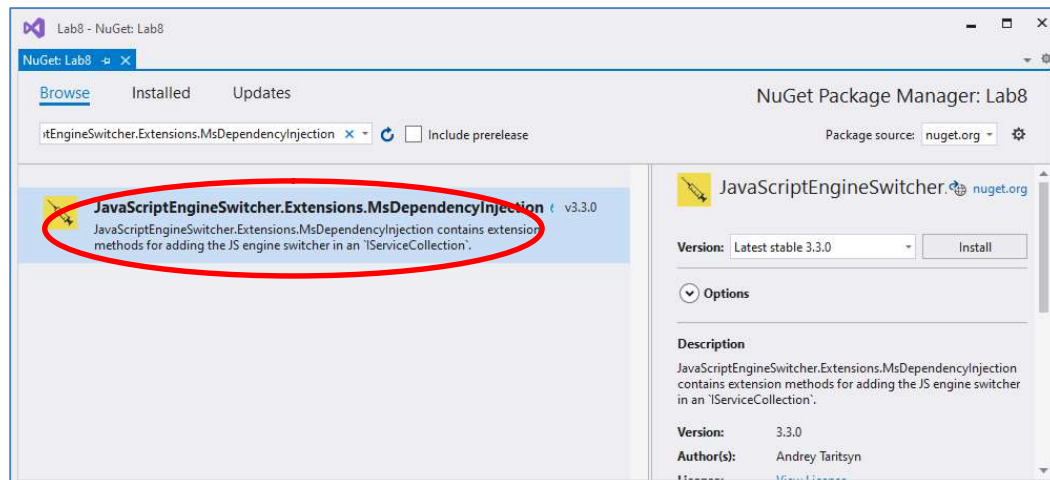 Lab8 - NuGet: Lab8
NuGet: Lab8
Browse Installed Updates
NuGet Package Manager: Lab8
tEngineSwitcher.Extensions.MsDependencyInjection
Include prerelease
Package source: nuget.org
JavaScriptEngineSwitcher.Extensions.MsDependencyInjection v3.3.0
JavaScriptEngineSwitcher.Extensions.MsDependencyInjection contains extension
methods for adding the JS engine switcher in an `IServiceCollection`.
JavaScriptEngineSwitcher. nuget.org
Version: Latest stable 3.3.0 Install
Options
Description
JavaScriptEngineSwitcher.Extensions.MsDependencyInjection
contains extension methods for adding the JS engine switcher
in an `IServiceCollection`.
Version: 3.3.0
Author(s): Andrey Taritsyn
License: View License